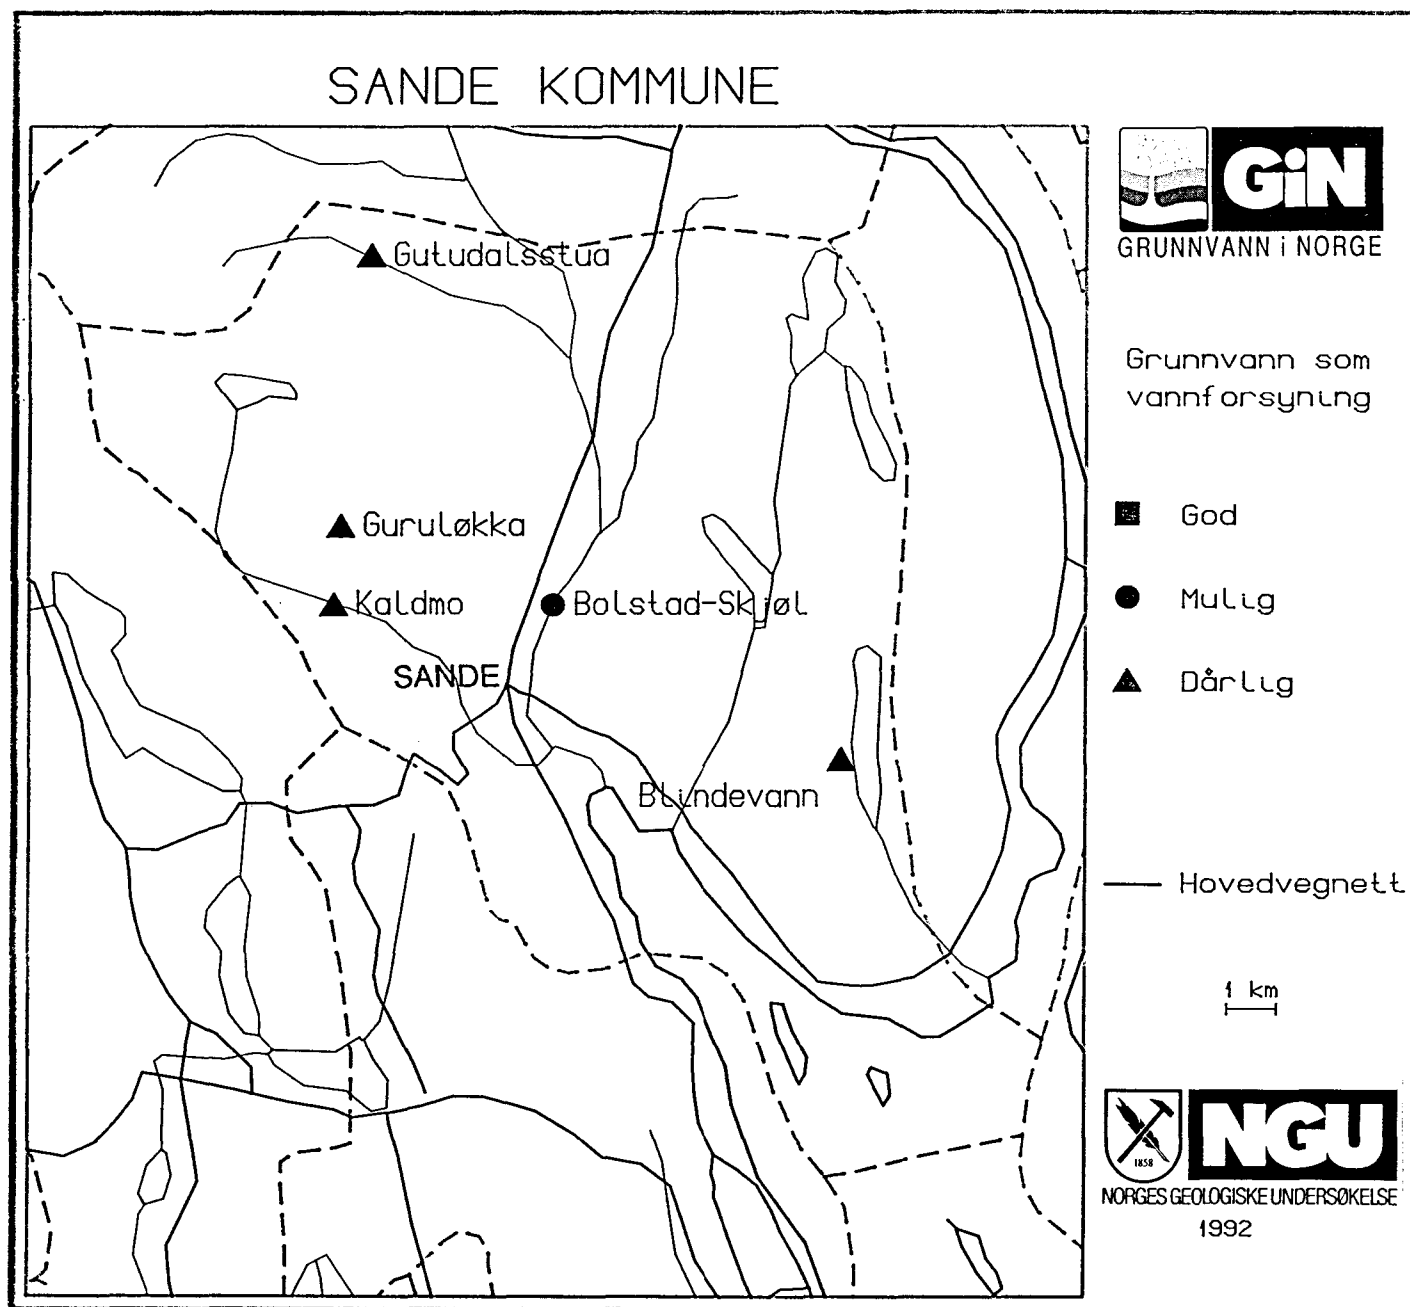 SANDE KOMMUNE
GiN
GRUNNVANN i NORGE
Gutudalsstua
Grunnvann som
vannforsyning
God
Guruløkka
Kaldmo
Bolstad-Skjøl
Mulig
SANDE
Dårlig
Blindevann
Hovedvegnett
1 km
1858
NGU
NORGES GEOLOGISKE UNDERSØKELSE
1992